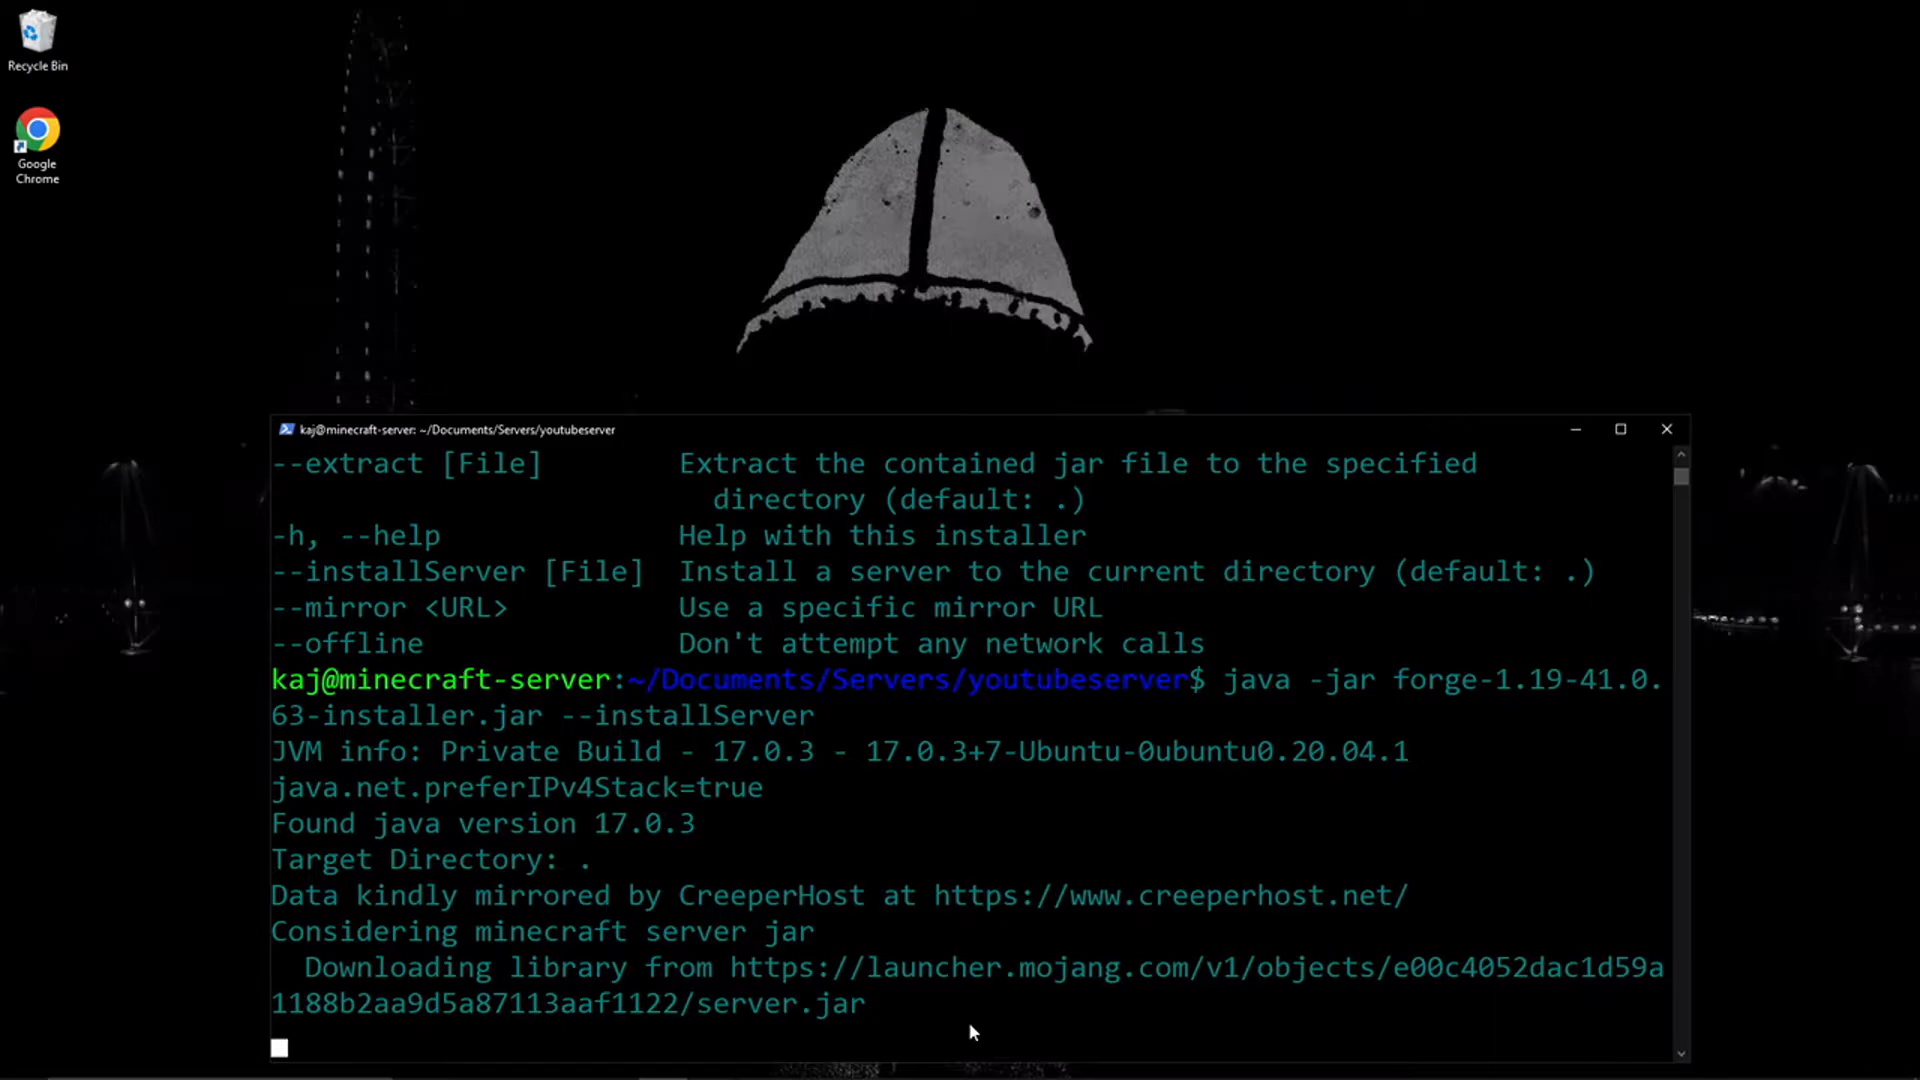 Recycle Bin
Google
Chrome
kaj@minecraft-server: ~/Documents/Servers/youtubeserver
--extract [File] Extract the contained jar file to the specified
directory (default: .)
-h, --help Help with this installer
--installServer [File] Install a server to the current directory (default: .)
--mirror <URL> Use a specific mirror URL
--offline Don't attempt any network calls
kaj@minecraft-server:~/Documents/Servers/youtubeserver$ java -jar forge-1.19-41.0.
63-installer.jar --installServer
JVM info: Private Build - 17.0.3 - 17.0.3+7-Ubuntu-0ubuntu0.20.04.1
java.net.preferIPv4Stack=true
Found java version 17.0.3
Target Directory: .
Data kindly mirrored by CreeperHost at https://www.creeperhost.net/
Considering minecraft server jar
Downloading library from https://launcher.mojang.com/v1/objects/e00c4052dac1d59a
1188b2aa9d5a87113aaf1122/server.jar